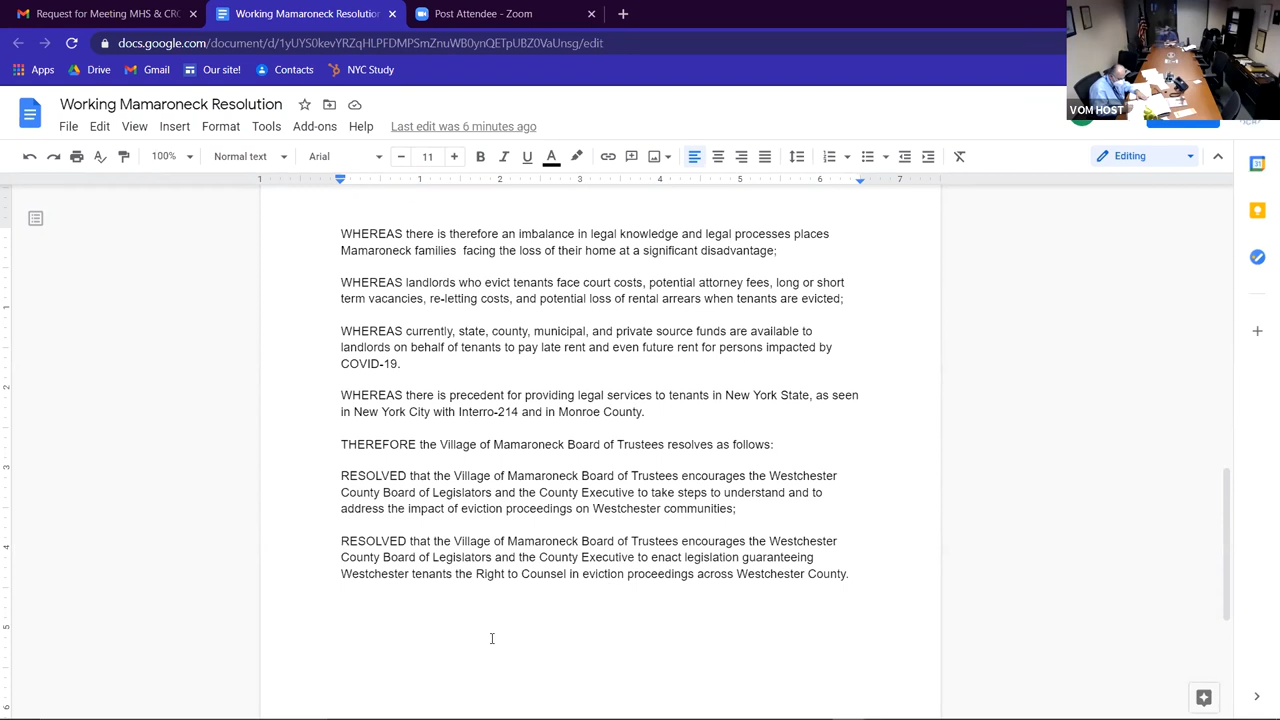 Request for Meeting MHS & CRC
Working Mamaroneck Resolution
Post Attendee - Zoom
docs.google.com/document/d/1yUYS0kevYRZqHLPFDMPSmZnuWB0ynQETpUBZ0VaUnsg/edit
Apps
Drive
Gmail
Our site!
Contacts
NYC Study
VOM HOST
Working Mamaroneck Resolution
File Edit View Insert Format Tools Add-ons Help Last edit was 6 minutes ago
100% Normal text Arial 11 Editing
1 1 2 3 4 5 6 7
WHEREAS there is therefore an imbalance in legal knowledge and legal processes places
Mamaroneck families facing the loss of their home at a significant disadvantage;
WHEREAS landlords who evict tenants face court costs, potential attorney fees, long or short
term vacancies, re-letting costs, and potential loss of rental arrears when tenants are evicted;
WHEREAS currently, state, county, municipal, and private source funds are available to
landlords on behalf of tenants to pay late rent and even future rent for persons impacted by
COVID-19.
WHEREAS there is precedent for providing legal services to tenants in New York State, as seen
in New York City with Interro-214 and in Monroe County.
THEREFORE the Village of Mamaroneck Board of Trustees resolves as follows:
RESOLVED that the Village of Mamaroneck Board of Trustees encourages the Westchester
County Board of Legislators and the County Executive to take steps to understand and to
address the impact of eviction proceedings on Westchester communities;
RESOLVED that the Village of Mamaroneck Board of Trustees encourages the Westchester
County Board of Legislators and the County Executive to enact legislation guaranteeing
Westchester tenants the Right to Counsel in eviction proceedings across Westchester County.